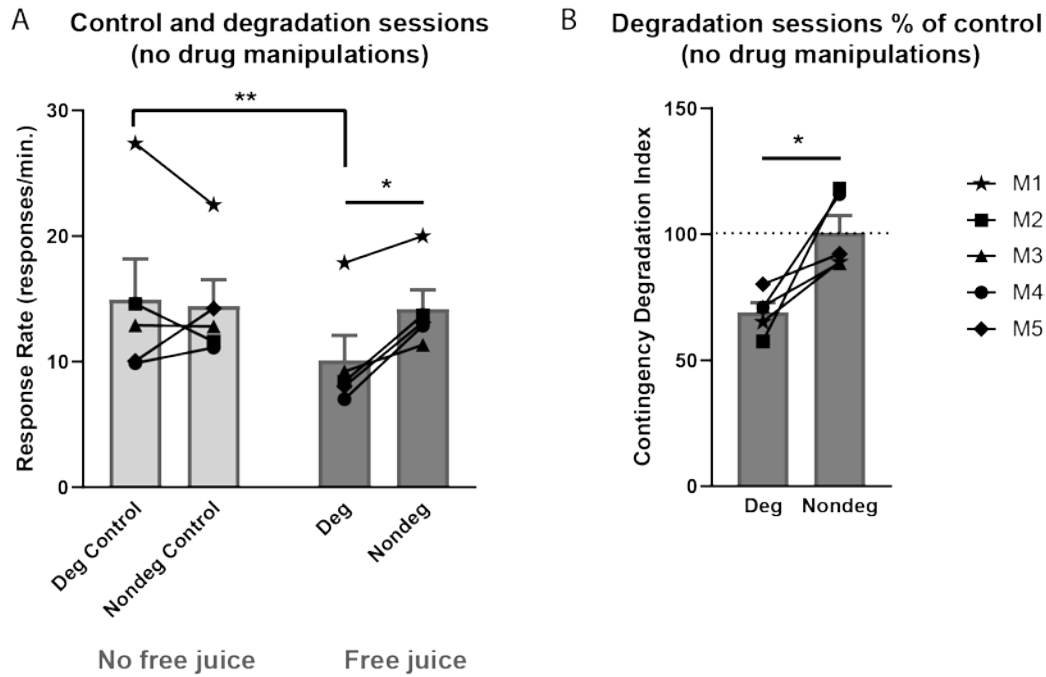 A
Control and degradation sessions
(no drug manipulations)
Response Rate (responses/min.)
30
20
10
0
**
*
Deg Control
Nondeg Control
Deg
Nondeg
No free juice
Free juice
B
Degradation sessions % of control
(no drug manipulations)
Contingency Degradation Index
150
100
50
0
*
Deg
Nondeg
M1
M2
M3
M4
M5